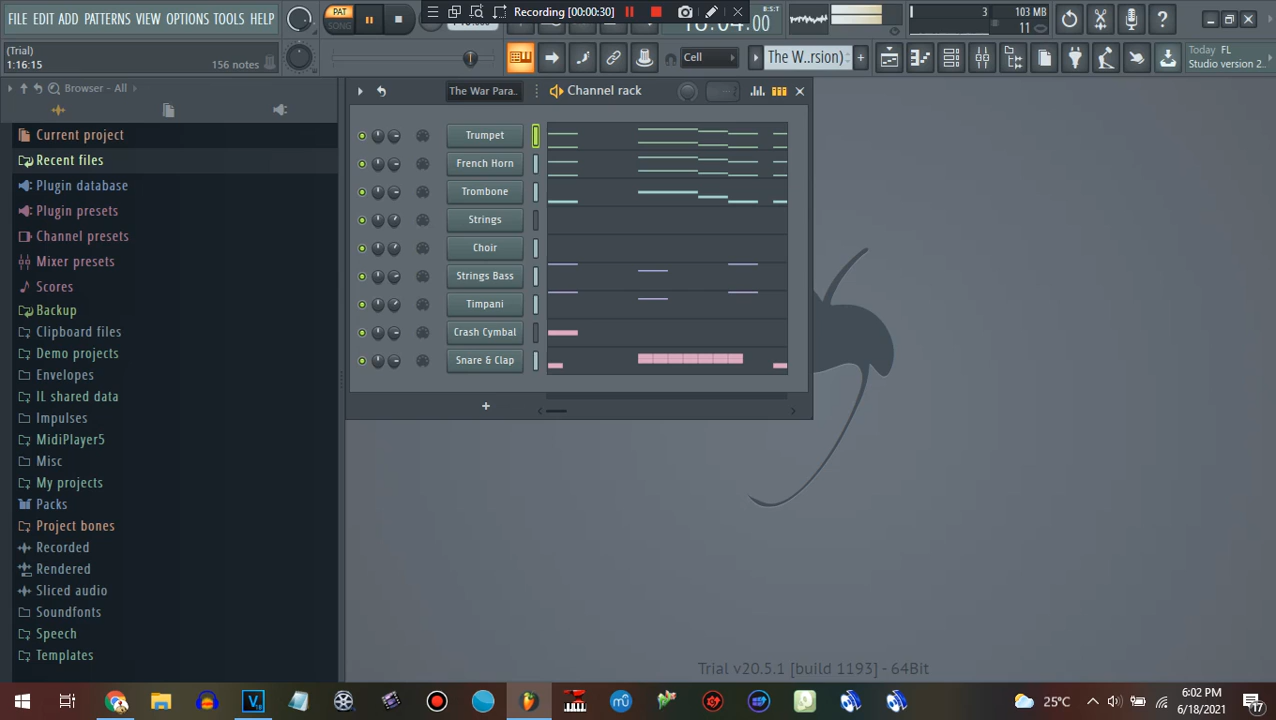 FILE EDIT ADD PATTERNS VIEW OPTIONS TOOLS HELP
PAT
SONG
Recording [00:00:30]
B:S:T
3
103 MB
11
(Trial)
1:16:15
156 notes
Cell
The W..rsion)
Today FL
Studio version 2..
Browser - All
The War Para..
Channel rack
Current project
Recent files
Plugin database
Plugin presets
Channel presets
Mixer presets
Scores
Backup
Clipboard files
Demo projects
Envelopes
IL shared data
Impulses
MidiPlayer5
Misc
My projects
Packs
Project bones
Recorded
Rendered
Sliced audio
Soundfonts
Speech
Templates
Trumpet
French Horn
Trombone
Strings
Choir
Strings Bass
Timpani
Crash Cymbal
Snare & Clap
+
Trial v20.5.1 [build 1193] - 64Bit
25°C
6:02 PM
6/18/2021
17